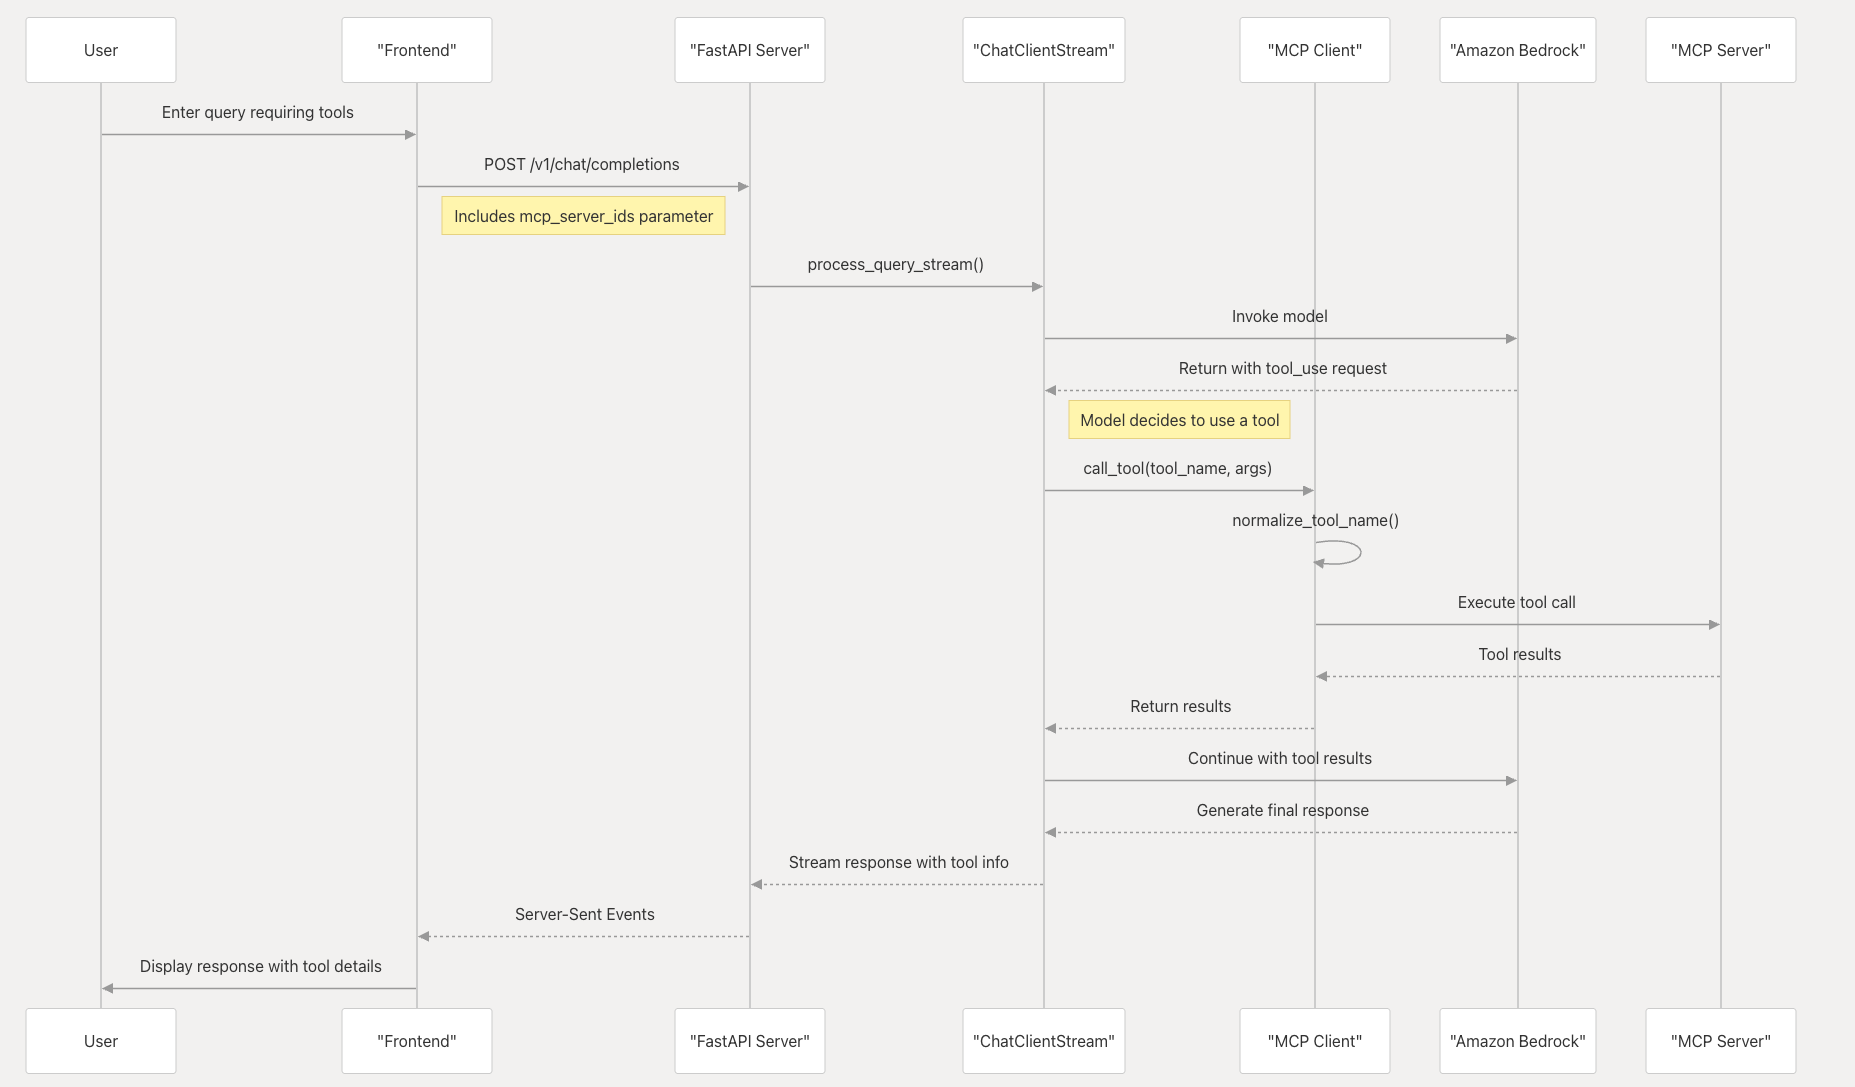 User
"Frontend"
"FastAPI Server"
"ChatClientStream"
"MCP Client"
"Amazon Bedrock"
"MCP Server"
Enter query requiring tools
POST /v1/chat/completions
Includes mcp_server_ids parameter
process_query_stream()
Invoke model
Return with tool_use request
Model decides to use a tool
call_tool(tool_name, args)
normalize_tool_name()
Execute tool call
Tool results
Return results
Continue with tool results
Generate final response
Stream response with tool info
Server-Sent Events
Display response with tool details
User
"Frontend"
"FastAPI Server"
"ChatClientStream"
"MCP Client"
"Amazon Bedrock"
"MCP Server"